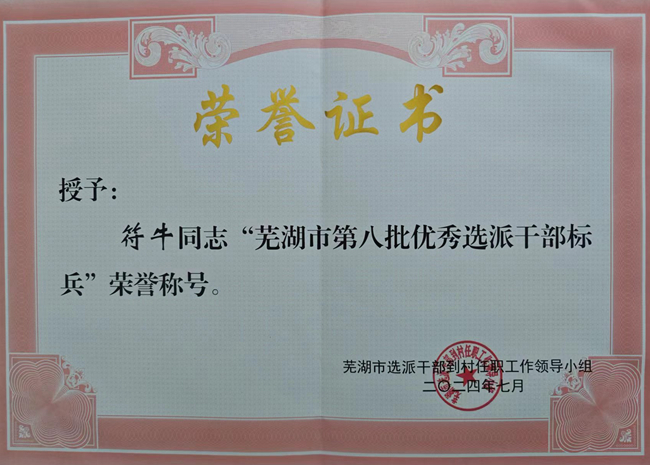 荣誉证书
授予：
符牛同志“芜湖市第八批优秀选派干部标
兵”荣誉称号。
芜湖市选派干部到村任职工作领导小组
二〇二四年七月